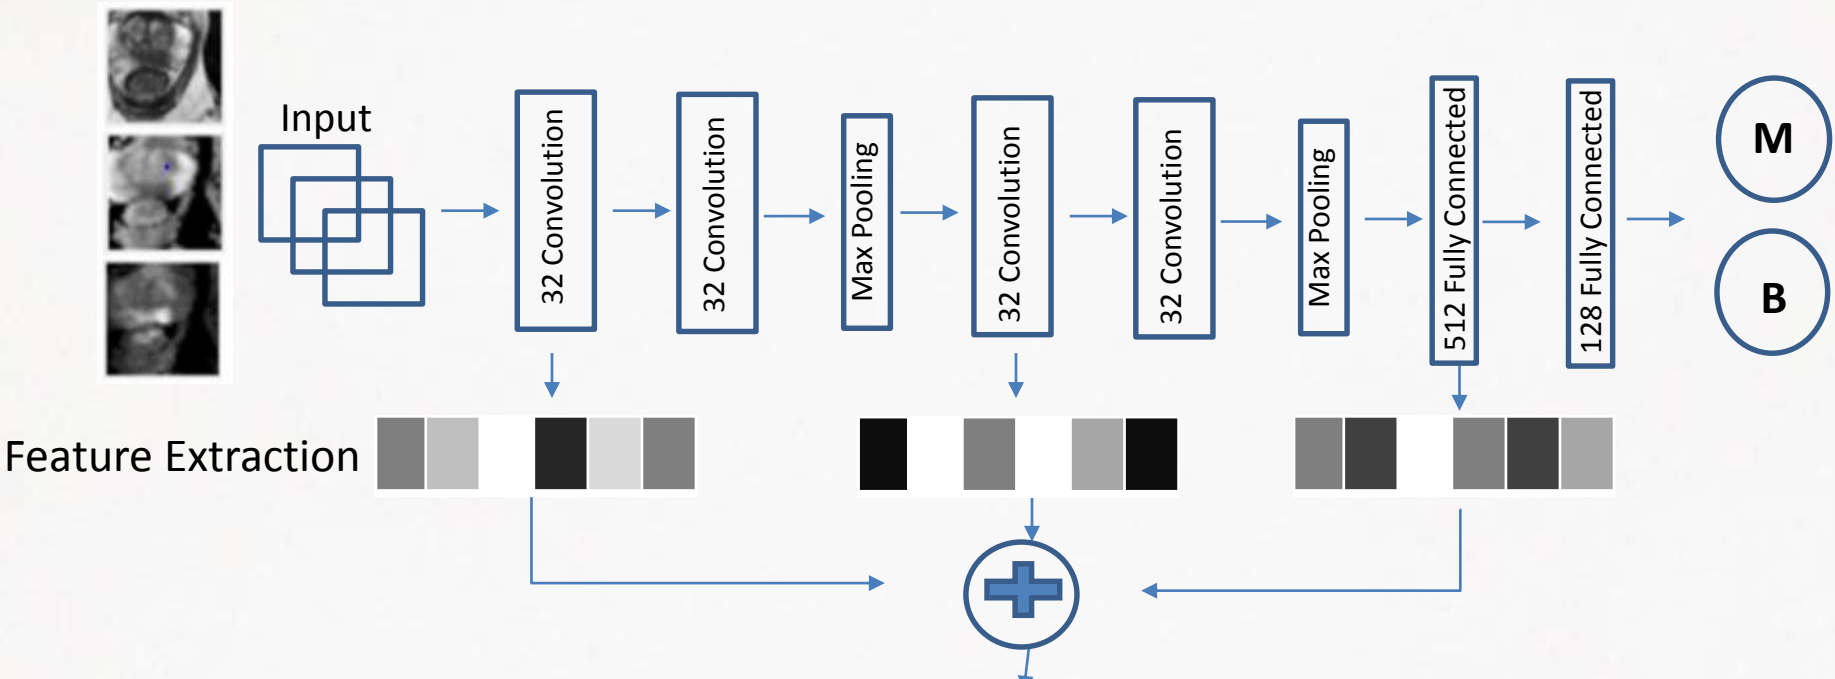 Input
32 Convolution
32 Convolution
Max Pooling
32 Convolution
32 Convolution
Max Pooling
512 Fully Connected
128 Fully Connected
M
B
Feature Extraction